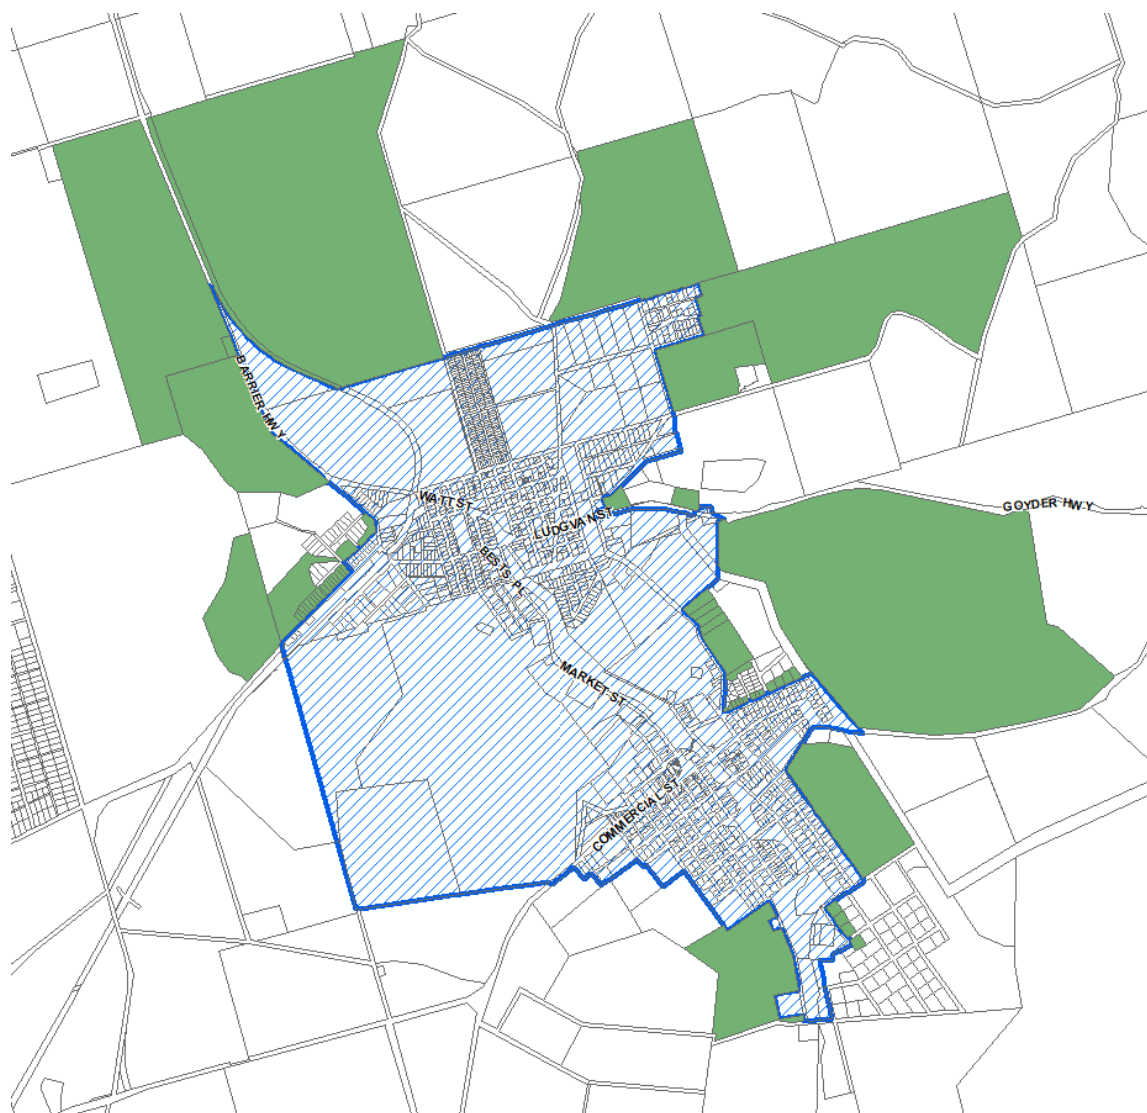 BARRIER HWY
WATT ST
GOYDER HWY
LUDGVAN ST
BESTS PL
MARKET ST
COMMERCIAL ST